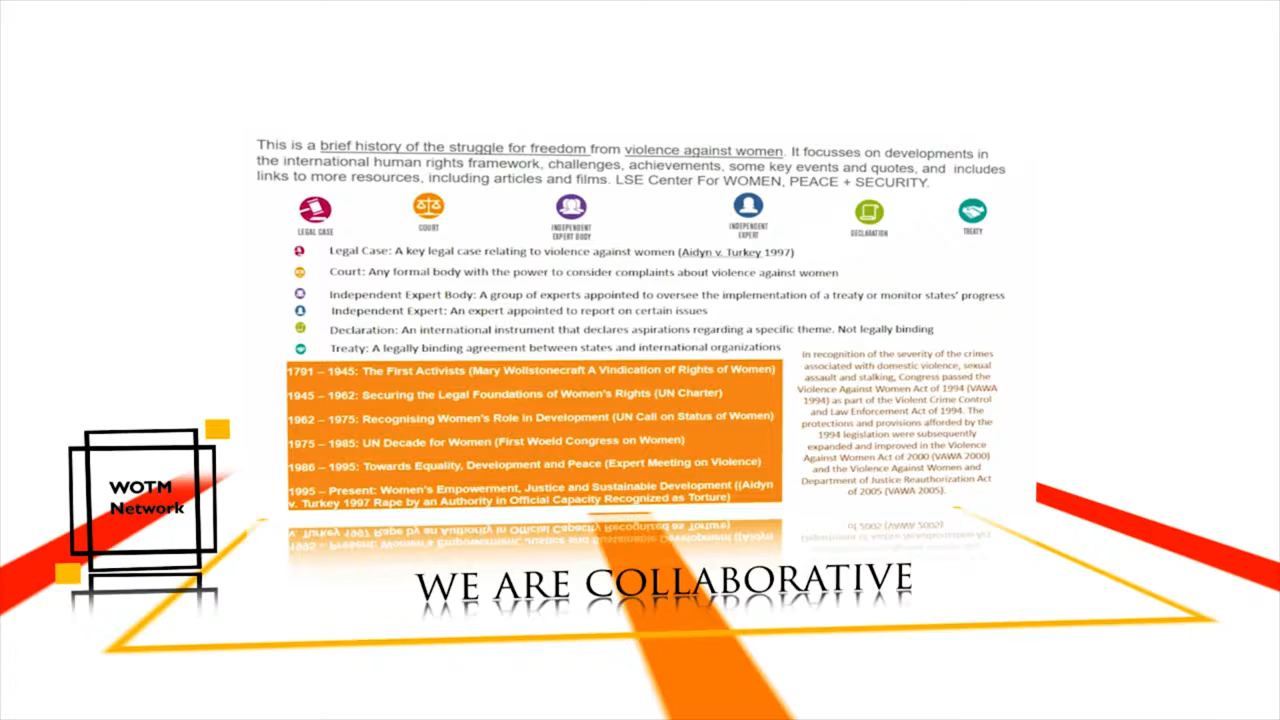 This is a brief history of the struggle for freedom from violence against women. It focusses on developments in
the international human rights framework, challenges, achievements, some key events and quotes, and includes
links to more resources, including articles and films. LSE Center For WOMEN, PEACE + SECURITY.
LEGAL CASE
COURT
INDEPENDENT
EXPERT BODY
INDEPENDENT
EXPERT
DECLARATION
TREATY
Legal Case: A key legal case relating to violence against women (Aidyn v. Turkey 1997)
Court: Any formal body with the power to consider complaints about violence against women
Independent Expert Body: A group of experts appointed to oversee the implementation of a treaty or monitor states' progress
Independent Expert: An expert appointed to report on certain issues
Declaration: An international instrument that declares aspirations regarding a specific theme. Not legally binding
Treaty: A legally binding agreement between states and international organizations
1791 – 1945: The First Activists (Mary Wollstonecraft A Vindication of Rights of Women)
1945 – 1962: Securing the Legal Foundations of Women's Rights (UN Charter)
1962 – 1975: Recognising Women's Role in Development (UN Call on Status of Women)
1975 – 1985: UN Decade for Women (First Woeld Congress on Women)
1986 – 1995: Towards Equality, Development and Peace (Expert Meeting on Violence)
1995 – Present: Women's Empowerment, Justice and Sustainable Development ((Aidyn
v. Turkey 1997 Rape by an Authority in Official Capacity Recognized as Torture)
in recognition of the severity of the crimes
associated with domestic violence, sexual
assault and stalking, Congress passed the
Violence Against Women Act of 1994 (VAWA
1994) as part of the Violent Crime Control
and Law Enforcement Act of 1994. The
protections and provisions afforded by the
1994 legislation were subsequently
expanded and improved in the Violence
Against Women Act of 2000 (VAWA 2000)
and the Violence Against Women and
Department of Justice Reauthorization Act
of 2005 (VAWA 2005).
WOTM
Network
WE ARE COLLABORATIVE